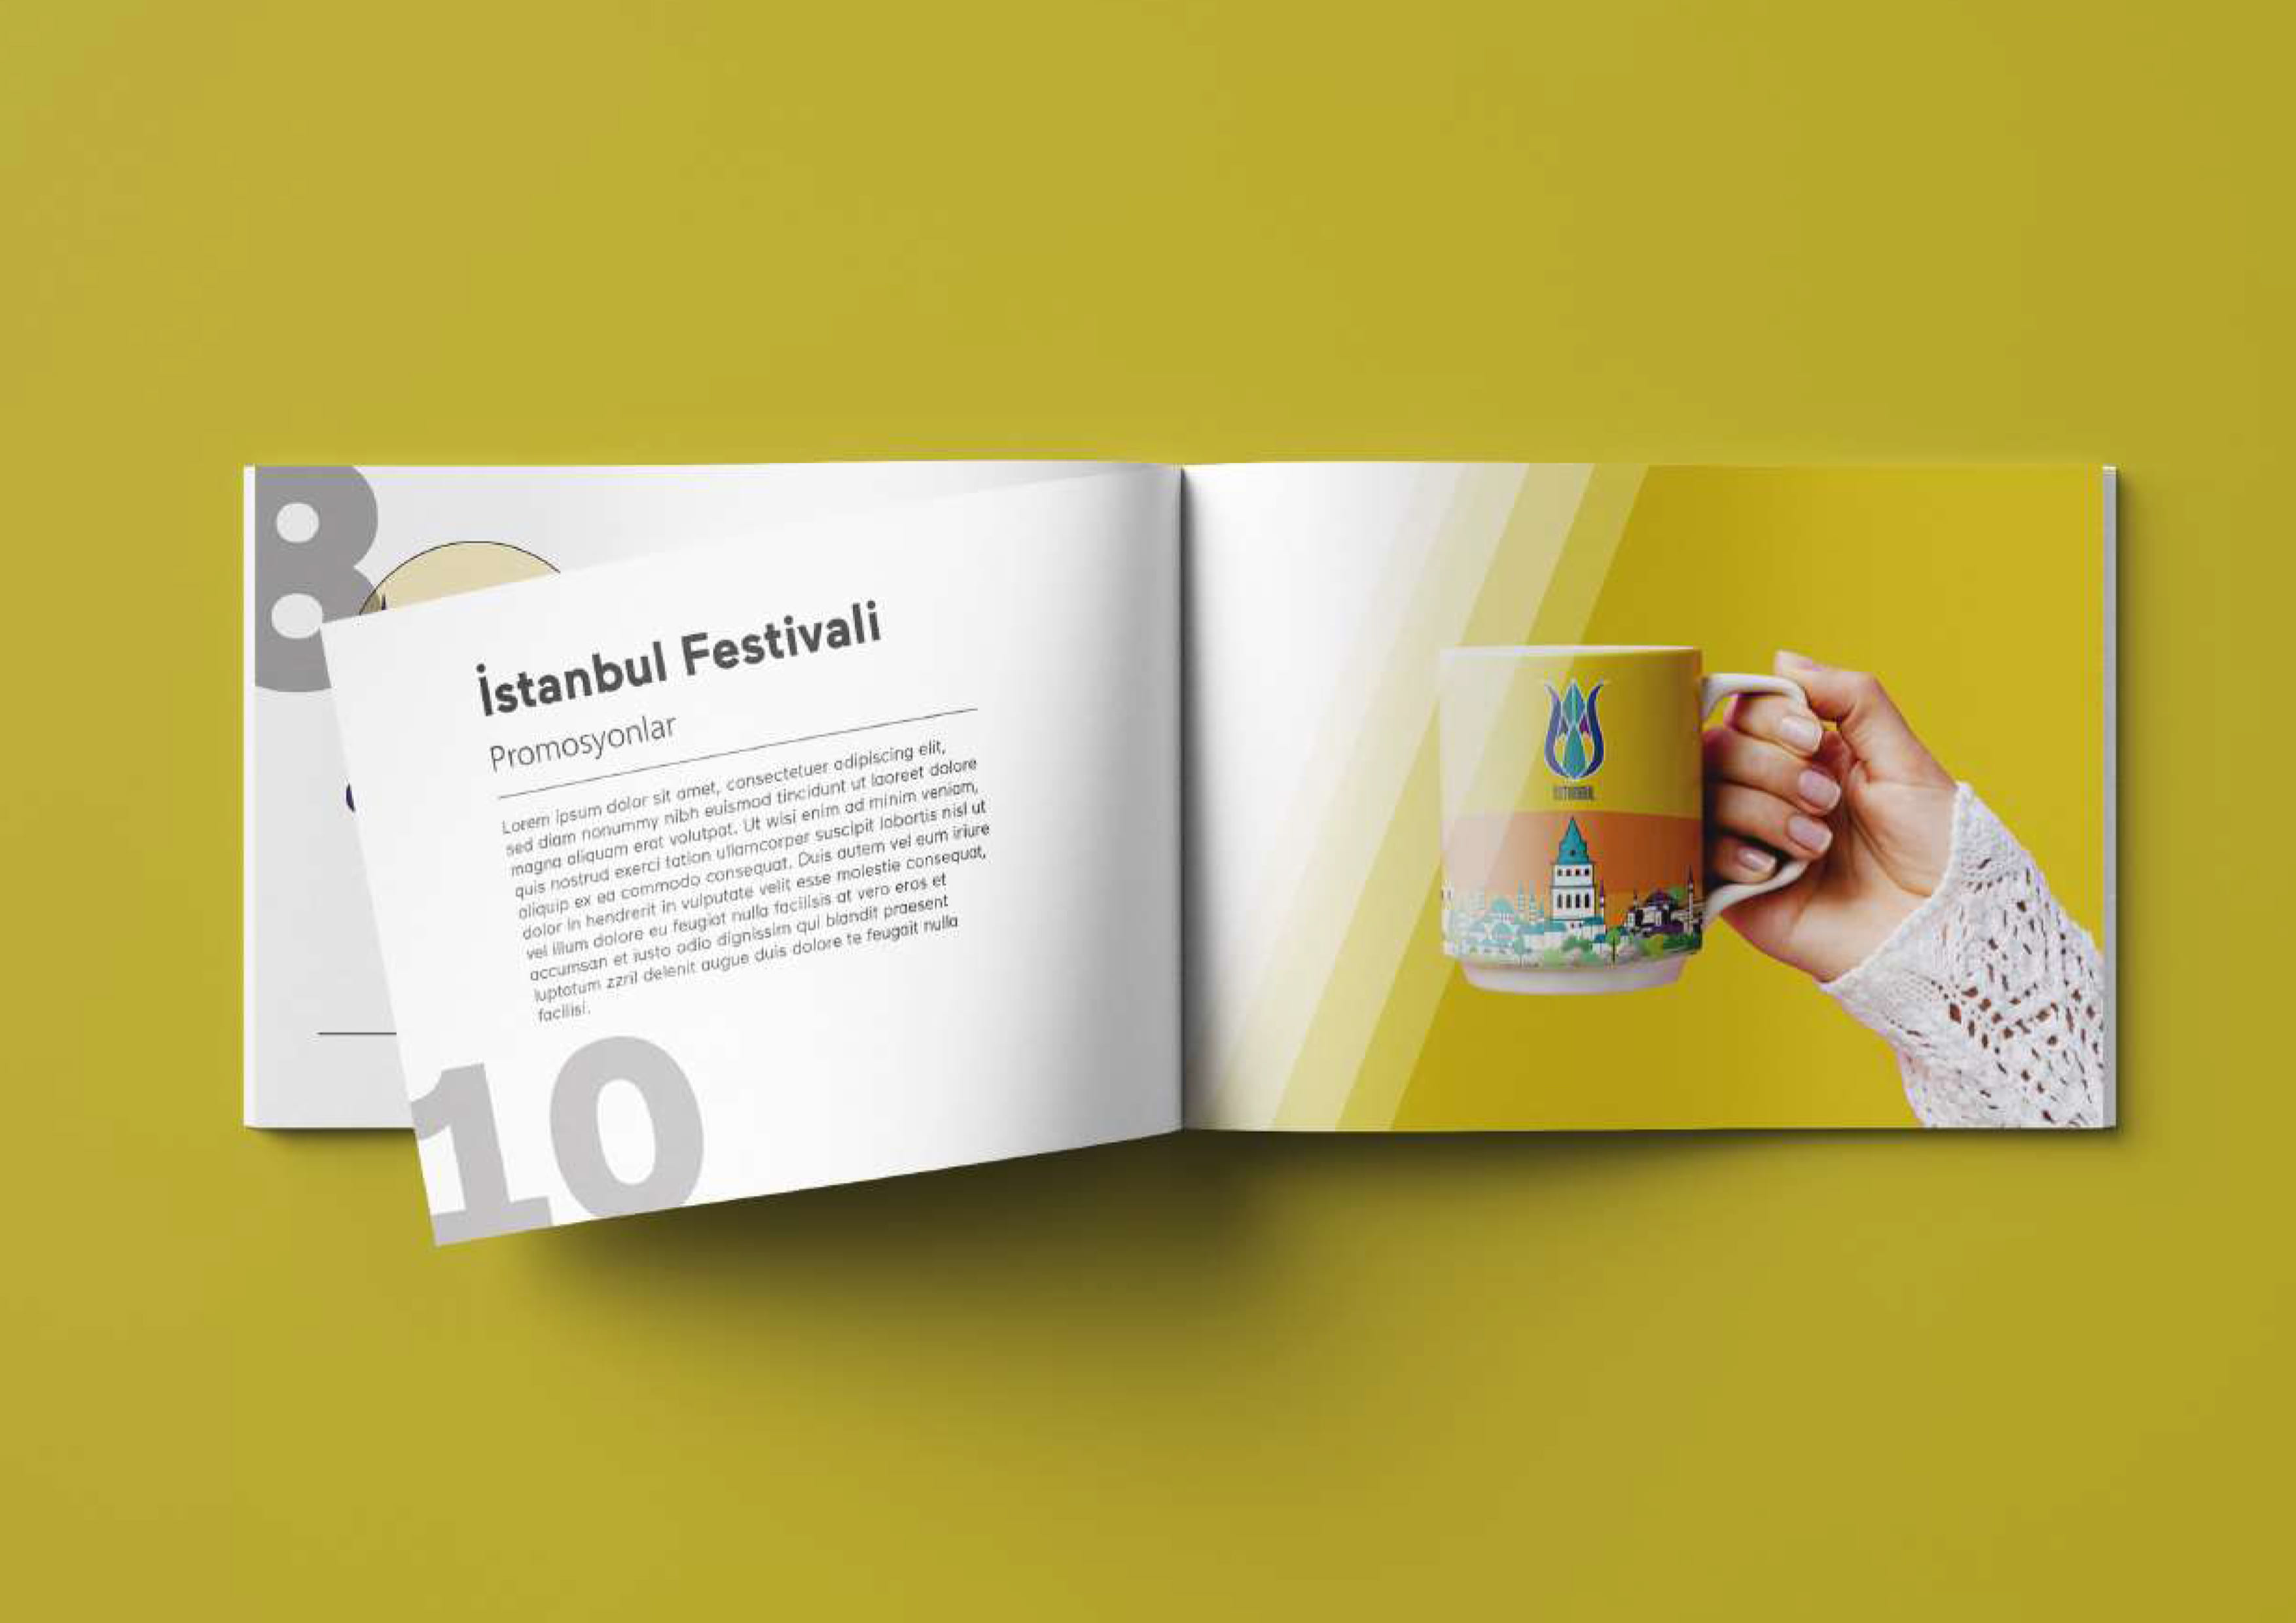 8
İstanbul Festivali
Promosyonlar
Lorem ipsum dolor sit amet, consectetuer adipiscing elit,
sed diam nonummy nibh euismod tincidunt ut laoreet dolore
magna aliquam erat volutpat. Ut wisi enim ad minim veniam,
quis nostrud exerci tation ullamcorper suscipit lobortis nisl ut
aliquip ex ea commodo consequat. Duis autem vel eum iriure
dolor in hendrerit in vulputate velit esse molestie consequat,
vel illum dolore eu feugiat nulla facilisis at vero eros et
accumsan et iusto odio dignissim qui blandit praesent
luptatum zzril delenit augue duis dolore te feugait nulla
facilisi.
10
İSTANBUL